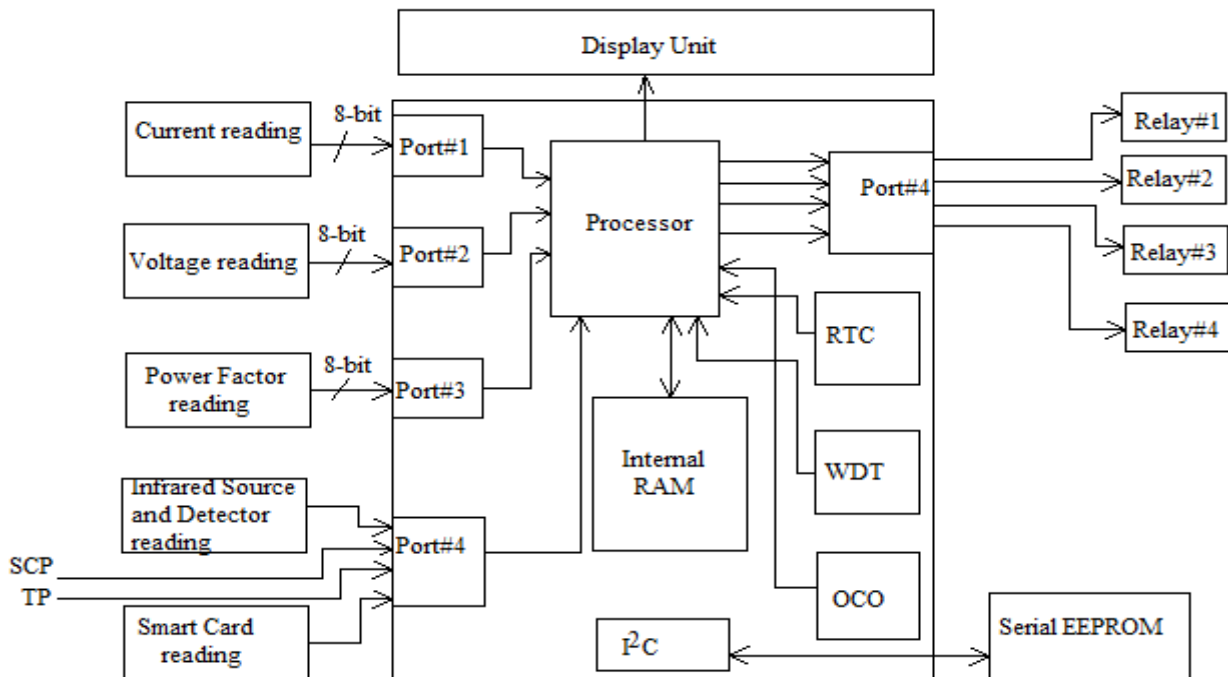 Display Unit
Current reading
8-bit
Port#1
Relay#1
Port#4
Relay#2
Processor
8-bit
Voltage reading
Port#2
Relay#3
RTC
Relay#4
8-bit
Power Factor
reading
Port#3
Internal
RAM
WDT
Infrared Source
and Detector
reading
Port#4
SCP
TP
OCO
Smart Card
reading
I²C
Serial EEPROM